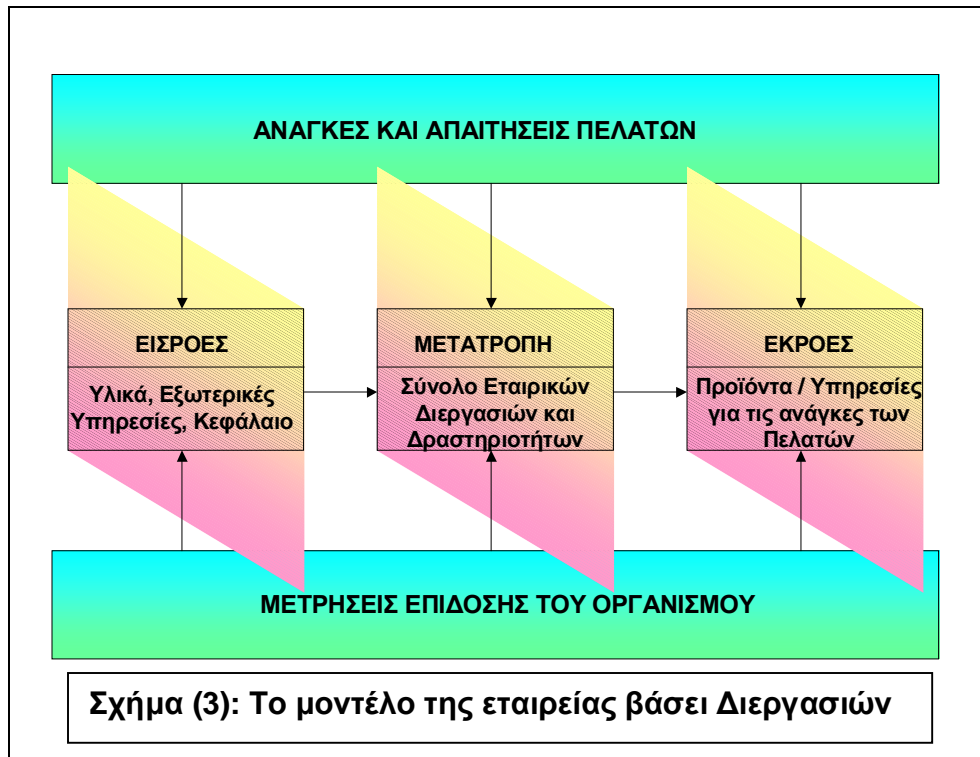 ΑΝΑΓΚΕΣ ΚΑΙ ΑΠΑΙΤΗΣΕΙΣ ΠΕΛΑΤΩΝ
ΕΙΣΡΟΕΣ
Υλικά, Εξωτερικές
Υπηρεσίες, Κεφάλαιο
ΜΕΤΑΤΡΟΠΗ
Σύνολο Εταιρικών
Διεργασιών και
Δραστηριοτήτων
ΕΚΡΟΕΣ
Προϊόντα / Υπηρεσίες
για τις ανάγκες των
Πελατών
ΜΕΤΡΗΣΕΙΣ ΕΠΙΔΟΣΗΣ ΤΟΥ ΟΡΓΑΝΙΣΜΟΥ
Σχήμα (3): Το μοντέλο της εταιρείας βάσει Διεργασιών